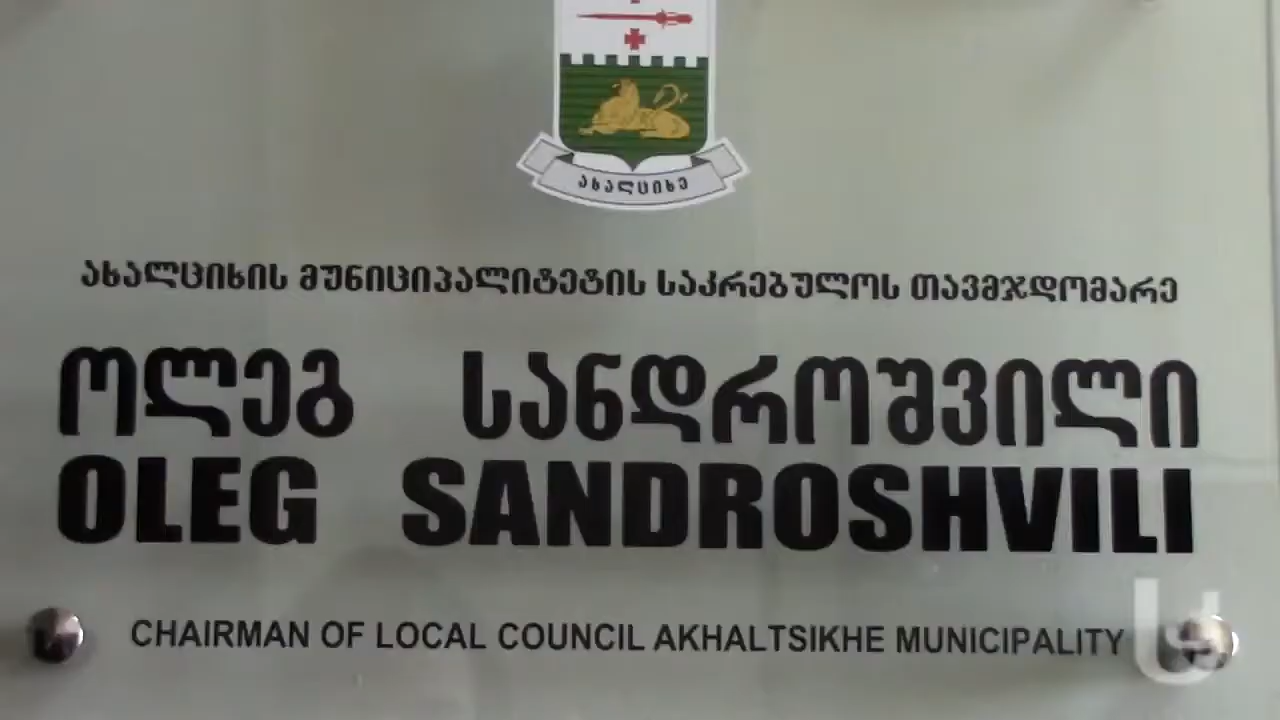 ახალციხე
ახალციხის მუნიციპალიტეტის საკრებულოს თავმჯდომარე
ოლეგ სანდროშვილი
OLEG SANDROSHVILI
CHAIRMAN OF LOCAL COUNCIL AKHALTSIKHE MUNICIPALITY